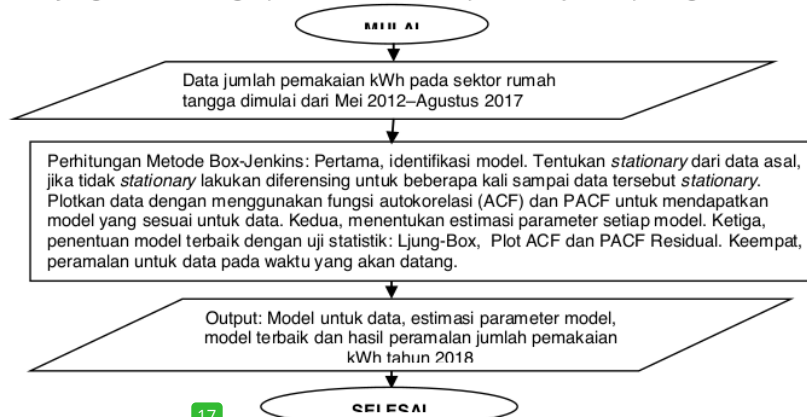 MULAI
Data jumlah pemakaian kWh pada sektor rumah
tangga dimulai dari Mei 2012–Agustus 2017
Perhitungan Metode Box-Jenkins: Pertama, identifikasi model. Tentukan stationary dari data asal,
jika tidak stationary lakukan diferensing untuk beberapa kali sampai data tersebut stationary.
Plotkan data dengan menggunakan fungsi autokorelasi (ACF) dan PACF untuk mendapatkan
model yang sesuai untuk data. Kedua, menentukan estimasi parameter setiap model. Ketiga,
penentuan model terbaik dengan uji statistik: Ljung-Box, Plot ACF dan PACF Residual. Keempat,
peramalan untuk data pada waktu yang akan datang.
Output: Model untuk data, estimasi parameter model,
model terbaik dan hasil peramalan jumlah pemakaian
kWh tahun 2018
17
SELESAI